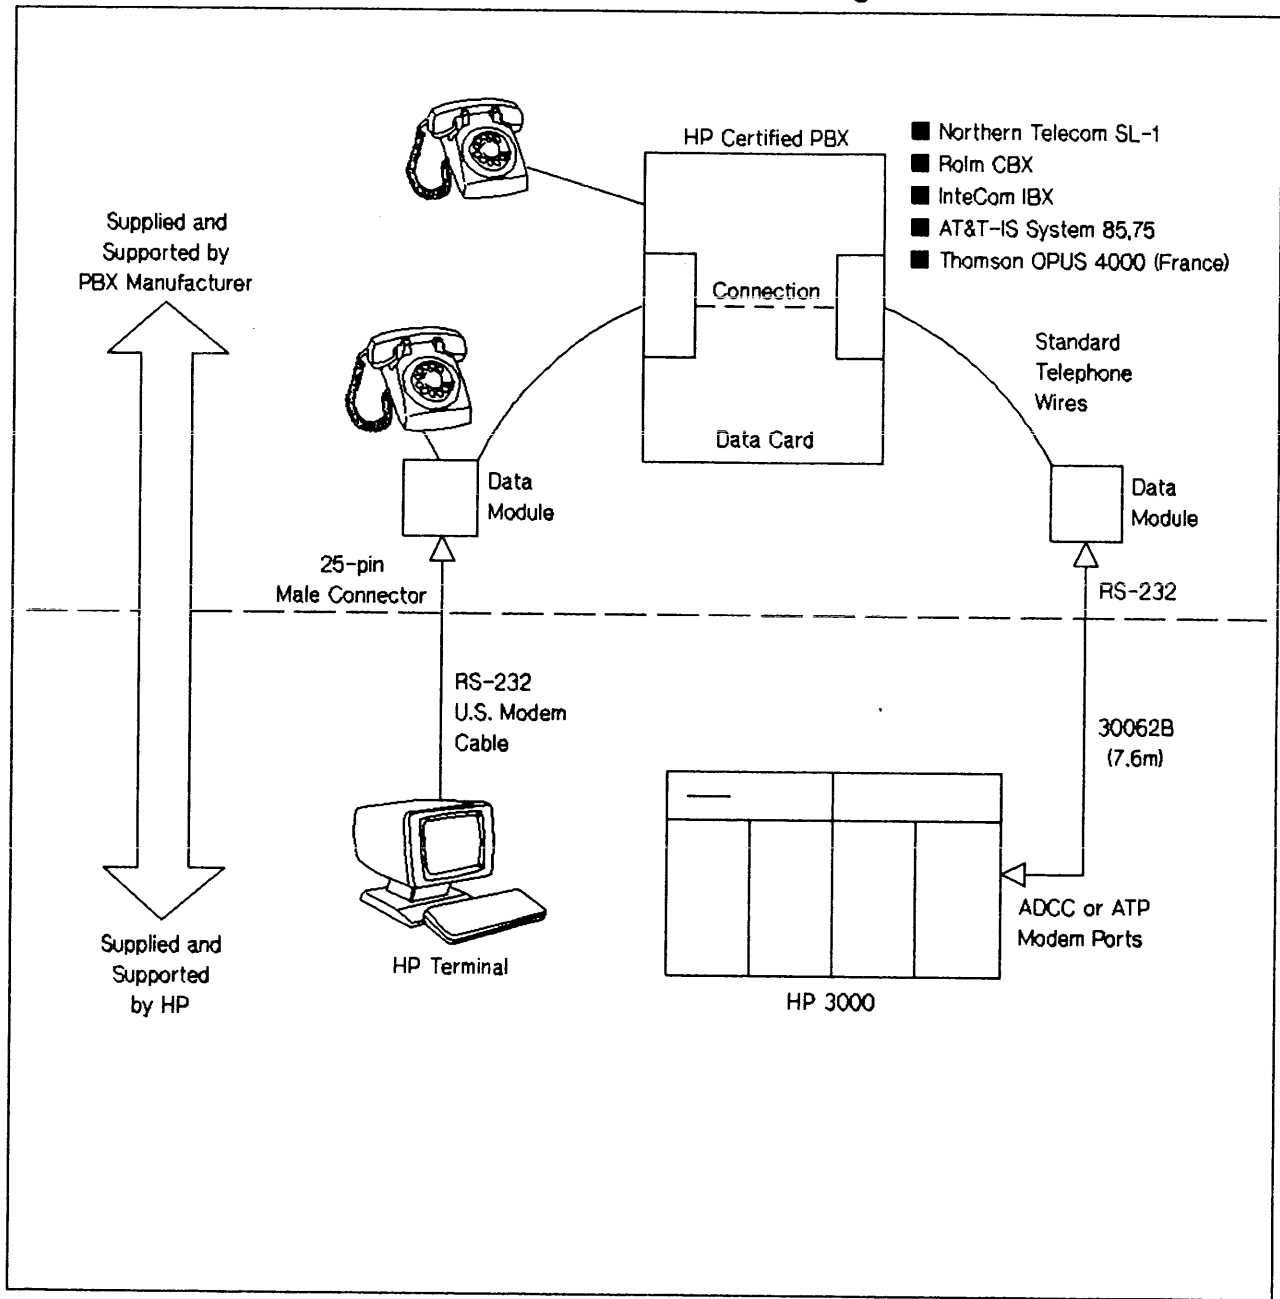 HP Certified PBX
■ Northern Telecom SL-1
■ Rolm CBX
■ InteCom IBX
■ AT&T-IS System 85,75
■ Thomson OPUS 4000 (France)
Supplied and
Supported by
PBX Manufacturer
Connection
Standard
Telephone
Wires
Data Card
Data
Module
Data
Module
25-pin
Male Connector
RS-232
RS-232
U.S. Modem
Cable
30062B
(7.6m)
ADCC or ATP
Modem Ports
Supplied and
Supported
by HP
HP Terminal
HP 3000